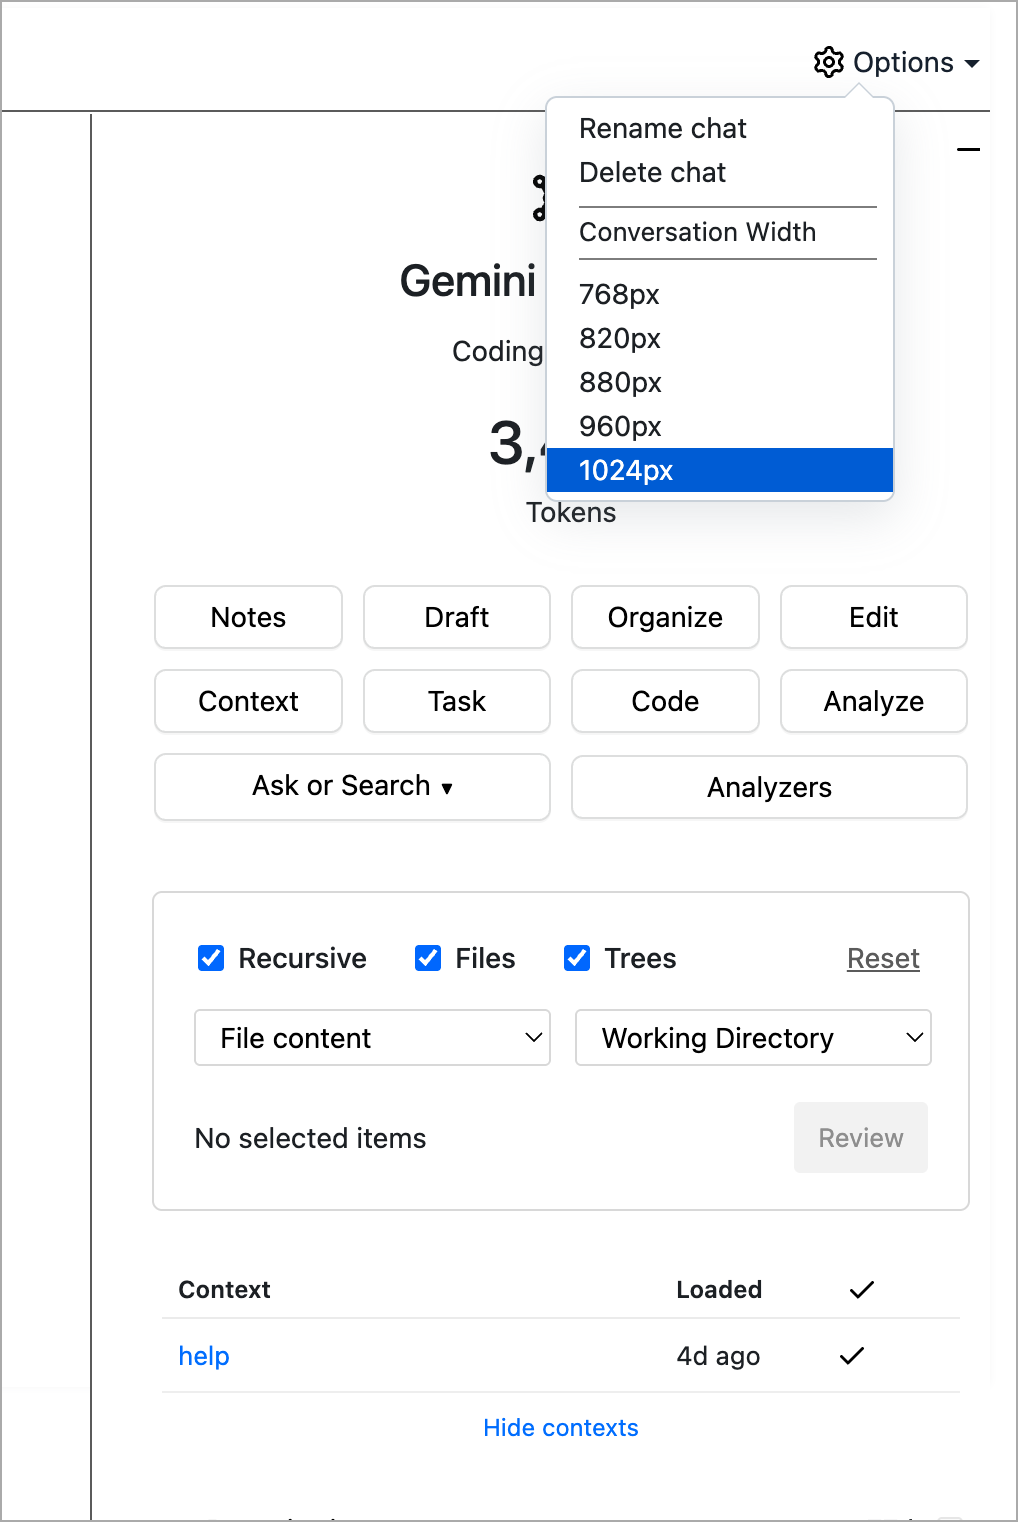 Options
Rename chat
Delete chat
Conversation Width
Gemini
768px
820px
Coding
880px
960px
3,
1024px
Tokens
Notes Draft Organize Edit
Context Task Code Analyze
Ask or Search ▾ Analyzers
Recursive Files Trees Reset
File content Working Directory
No selected items Review
Context Loaded ✓
help 4d ago ✓
Hide contexts